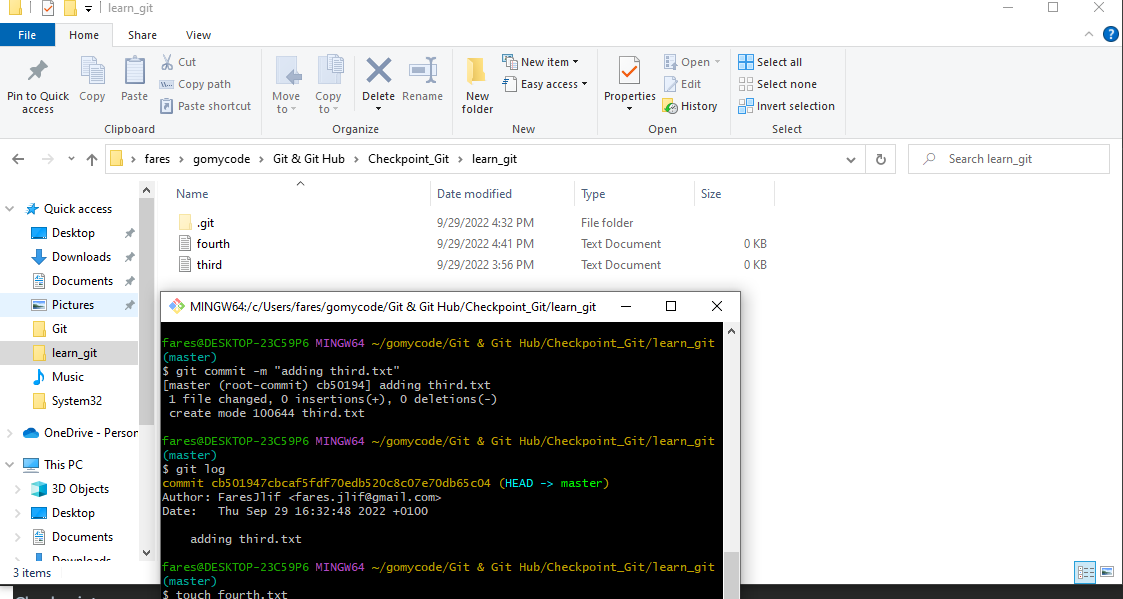 learn_git
File Home Share View
Pin to Quick access
Copy
Paste
Cut
Copy path
Paste shortcut
Clipboard
Move to
Copy to
Delete
Rename
Organize
New folder
New item
Easy access
New
Properties
Open
Edit
History
Open
Select all
Select none
Invert selection
Select
fares > gomycode > Git & Git Hub > Checkpoint_Git > learn_git
Search learn_git
Name Date modified Type Size
.git 9/29/2022 4:32 PM File folder
fourth 9/29/2022 4:41 PM Text Document 0 KB
third 9/29/2022 3:56 PM Text Document 0 KB
Quick access
Desktop
Downloads
Documents
Pictures
Git
learn_git
Music
System32
OneDrive - Person
This PC
3D Objects
Desktop
Documents
Downloads
3 items
MINGW64:/c/Users/fares/gomycode/Git & Git Hub/Checkpoint_Git/learn_git
fares@DESKTOP-23C59P6 MINGW64 ~/gomycode/Git & Git Hub/Checkpoint_Git/learn_git
(master)
$ git commit -m "adding third.txt"
[master (root-commit) cb50194] adding third.txt
1 file changed, 0 insertions(+), 0 deletions(-)
create mode 100644 third.txt
fares@DESKTOP-23C59P6 MINGW64 ~/gomycode/Git & Git Hub/Checkpoint_Git/learn_git
(master)
$ git log
commit cb501947cbcaf5fdf70edb520c8c07e70db65c04 (HEAD -> master)
Author: FaresJlif <fares.jlif@gmail.com>
Date: Thu Sep 29 16:32:48 2022 +0100
adding third.txt
fares@DESKTOP-23C59P6 MINGW64 ~/gomycode/Git & Git Hub/Checkpoint_Git/learn_git
(master)
$ touch fourth.txt